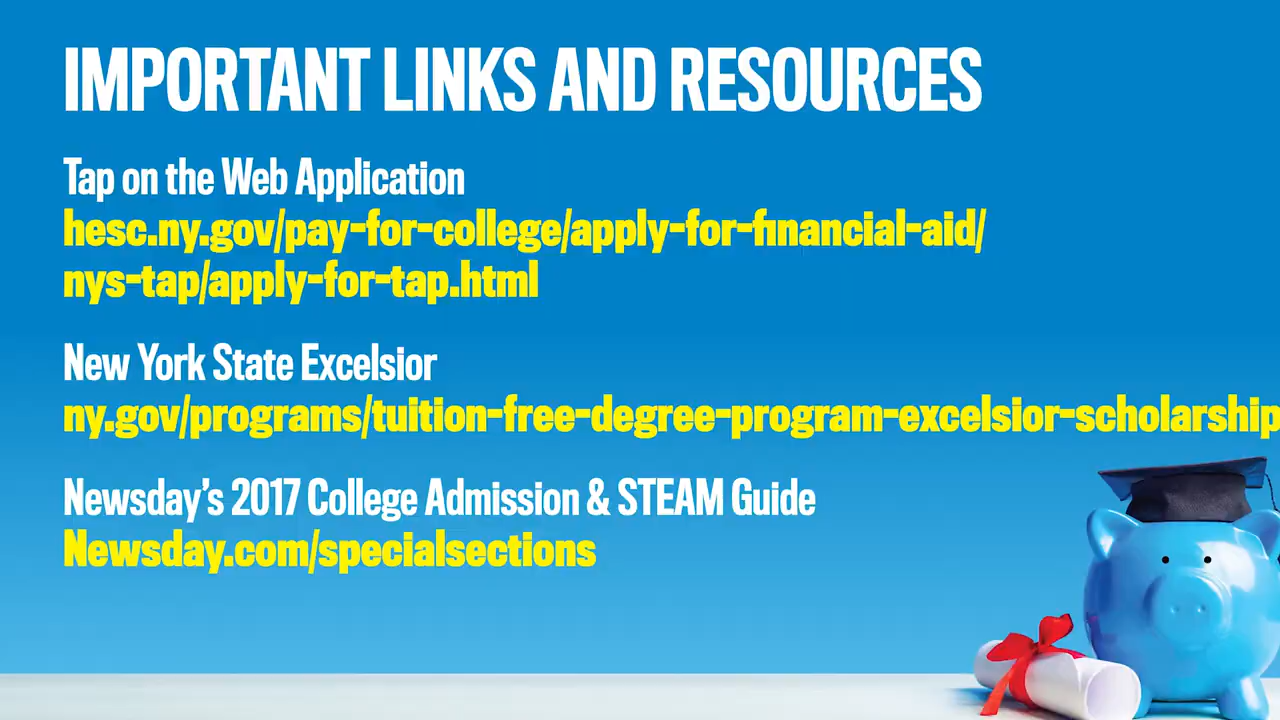 IMPORTANT LINKS AND RESOURCES
Tap on the Web Application
hesc.ny.gov/pay-for-college/apply-for-financial-aid/
nys-tap/apply-for-tap.html
New York State Excelsior
ny.gov/programs/tuition-free-degree-program-excelsior-scholarship
Newsday's 2017 College Admission & STEAM Guide
Newsday.com/specialsections